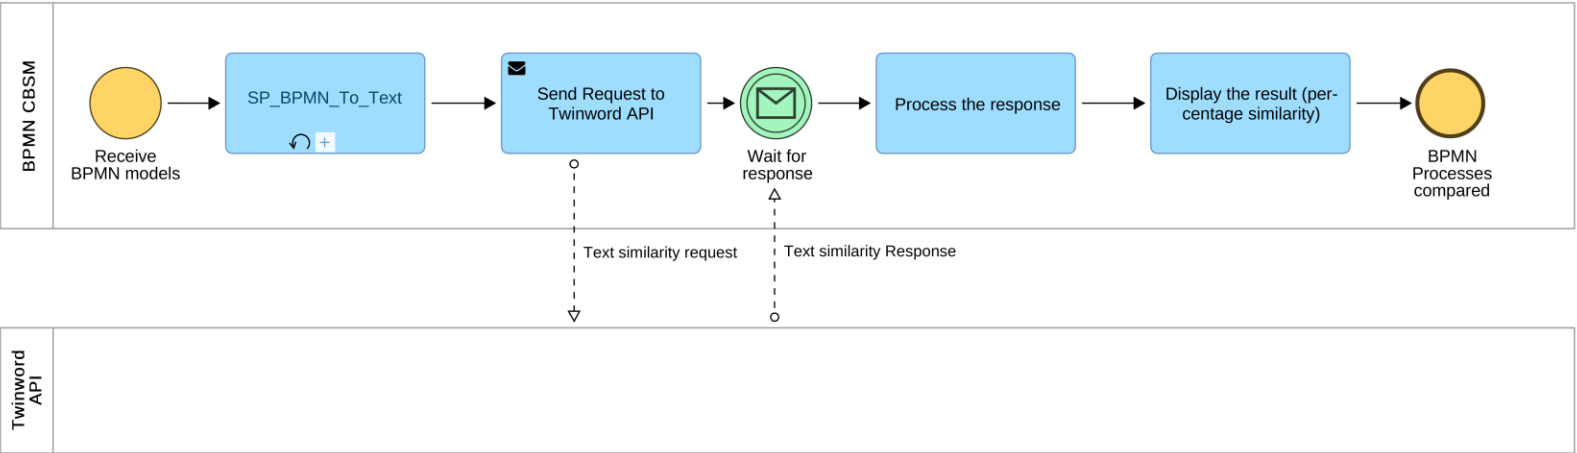 BPMN CBSM
Receive
BPMN models
SP_BPMN_To_Text
+
Send Request to
Twinword API
Wait for
response
Process the response
Display the result (per-
centage similarity)
BPMN
Processes
compared
Text similarity request
Text similarity Response
Twinword
API